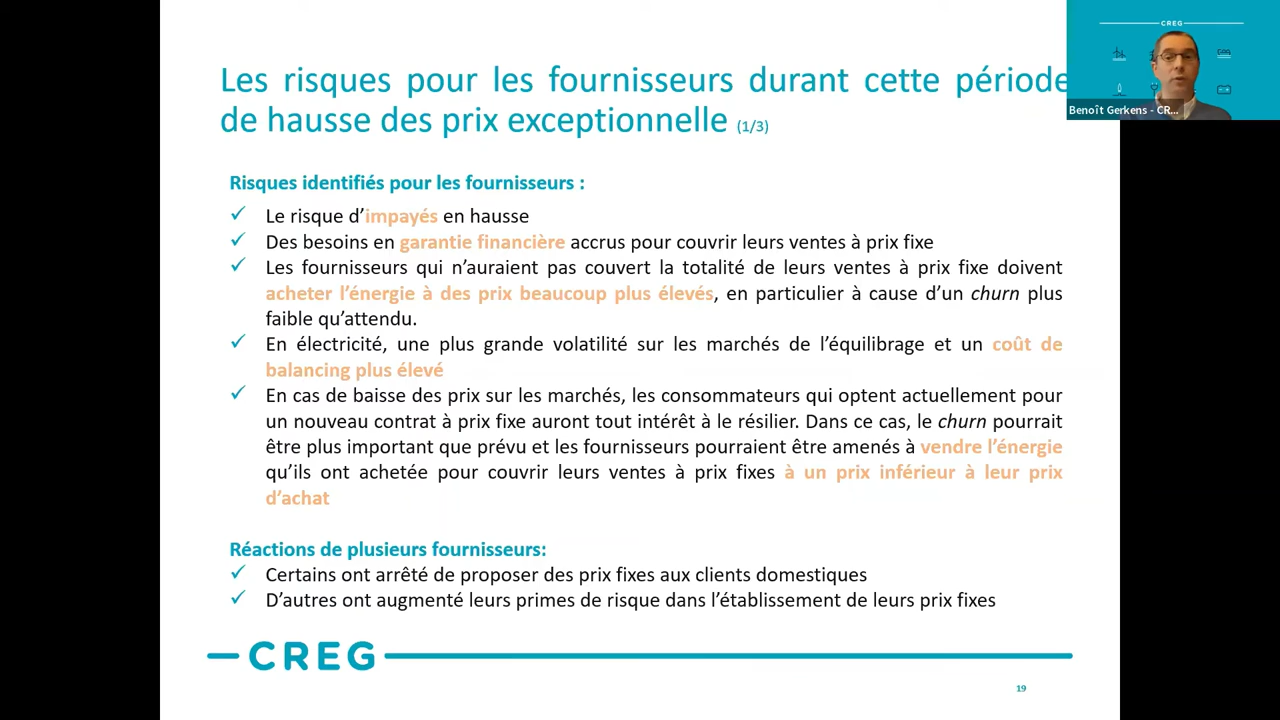 CREG
Benoît Gerkens - CR...
Les risques pour les fournisseurs durant cette période
de hausse des prix exceptionnelle (1/3)
Risques identifiés pour les fournisseurs :
Le risque d’impayés en hausse
Des besoins en garantie financière accrus pour couvrir leurs ventes à prix fixe
Les fournisseurs qui n’auraient pas couvert la totalité de leurs ventes à prix fixe doivent
acheter l’énergie à des prix beaucoup plus élevés, en particulier à cause d’un churn plus
faible qu’attendu.
En électricité, une plus grande volatilité sur les marchés de l’équilibrage et un coût de
balancing plus élevé
En cas de baisse des prix sur les marchés, les consommateurs qui optent actuellement pour
un nouveau contrat à prix fixe auront tout intérêt à le résilier. Dans ce cas, le churn pourrait
être plus important que prévu et les fournisseurs pourraient être amenés à vendre l’énergie
qu’ils ont achetée pour couvrir leurs ventes à prix fixes à un prix inférieur à leur prix
d’achat
Réactions de plusieurs fournisseurs:
Certains ont arrêté de proposer des prix fixes aux clients domestiques
D’autres ont augmenté leurs primes de risque dans l’établissement de leurs prix fixes
CREG
19